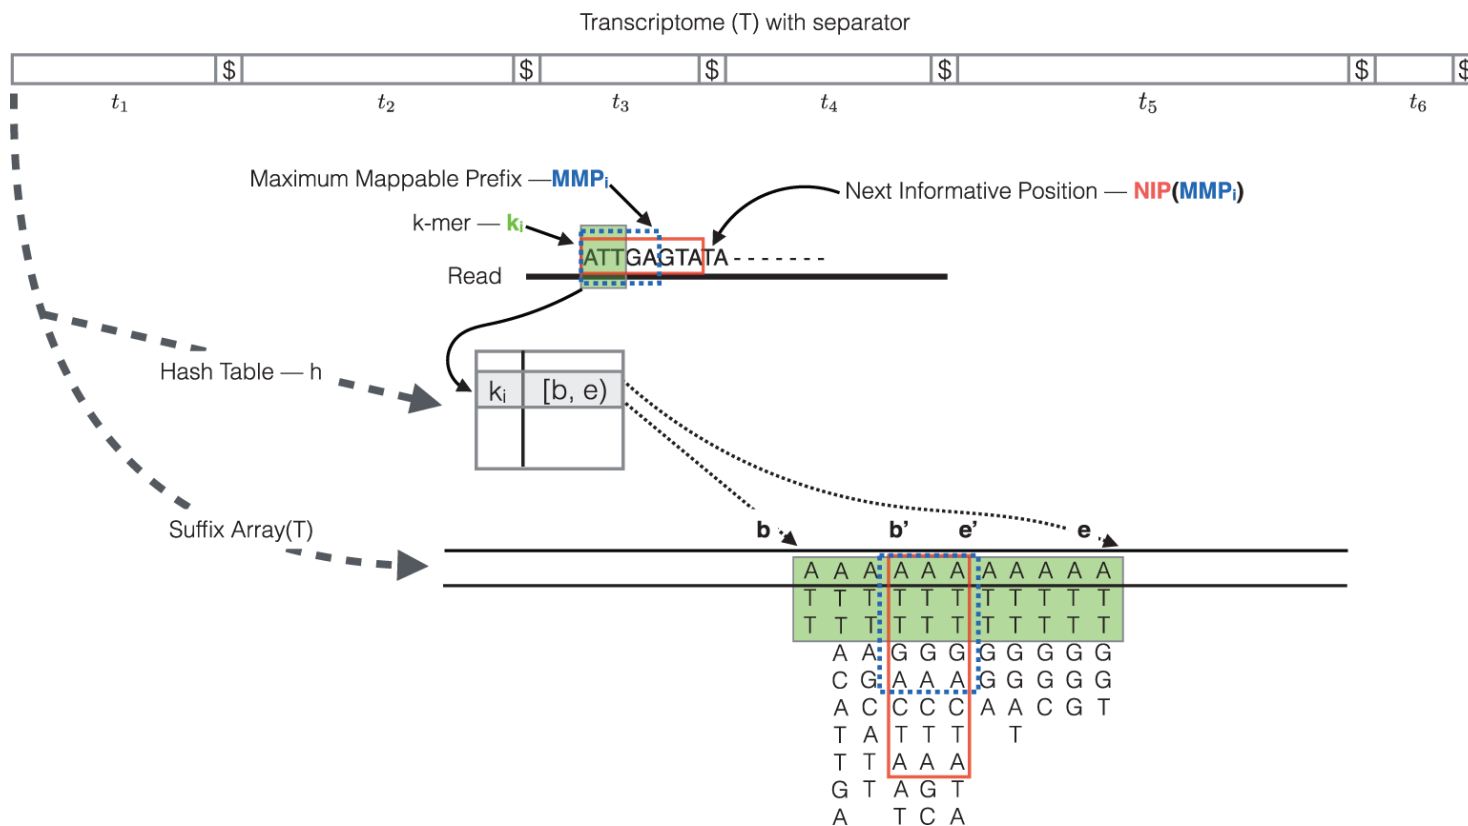 Transcriptome (T) with separator
$ $ $ $ $ $
t1 t2 t3 t4 t5 t6
Maximum Mappable Prefix —MMPi
Next Informative Position — NIP(MMPi)
k-mer — ki
ATTGAGTATA-------
Read
Hash Table — h
ki [b, e)
Suffix Array(T)
b b’ e’ e
A A A A A A A A A A A
T T T T T T T T T T T
T T T T T T T T T T T
A A G G G G G G G G
C G A A A G G G G G
A C C C C A A C G T
T A T T T T
T T A A A
G T A G T
A T C A